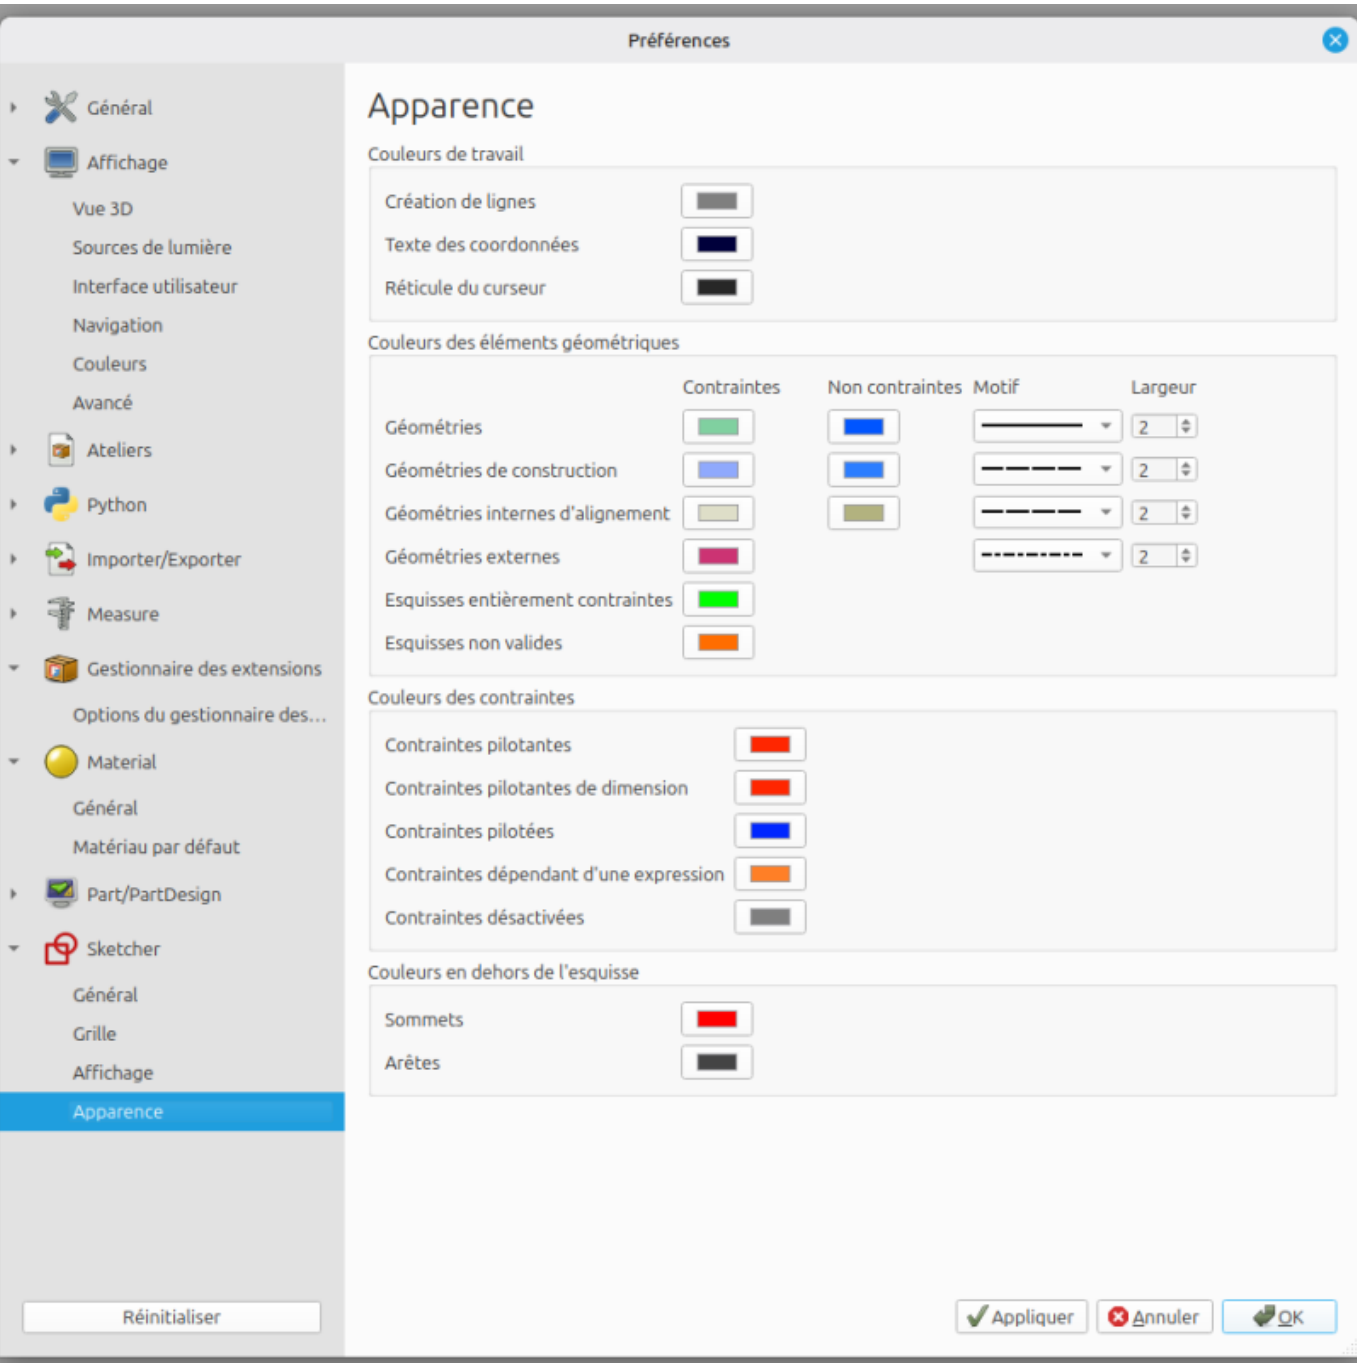 Préférences
Général
Affichage
Vue 3D
Sources de lumière
Interface utilisateur
Navigation
Couleurs
Avancé
Ateliers
Python
Importer/Exporter
Measure
Gestionnaire des extensions
Options du gestionnaire des...
Material
Général
Matériau par défaut
Part/PartDesign
Sketcher
Général
Grille
Affichage
Apparence
Réinitialiser
Apparence
Couleurs de travail
Création de lignes
Texte des coordonnées
Réticule du curseur
Couleurs des éléments géométriques
Contraintes Non contraintes Motif Largeur
Géométries 2
Géométries de construction 2
Géométries internes d'alignement 2
Géométries externes 2
Esquisses entièrement contraintes
Esquisses non valides
Couleurs des contraintes
Contraintes pilotantes
Contraintes pilotantes de dimension
Contraintes pilotées
Contraintes dépendant d'une expression
Contraintes désactivées
Couleurs en dehors de l'esquisse
Sommets
Arêtes
Appliquer Annuler OK